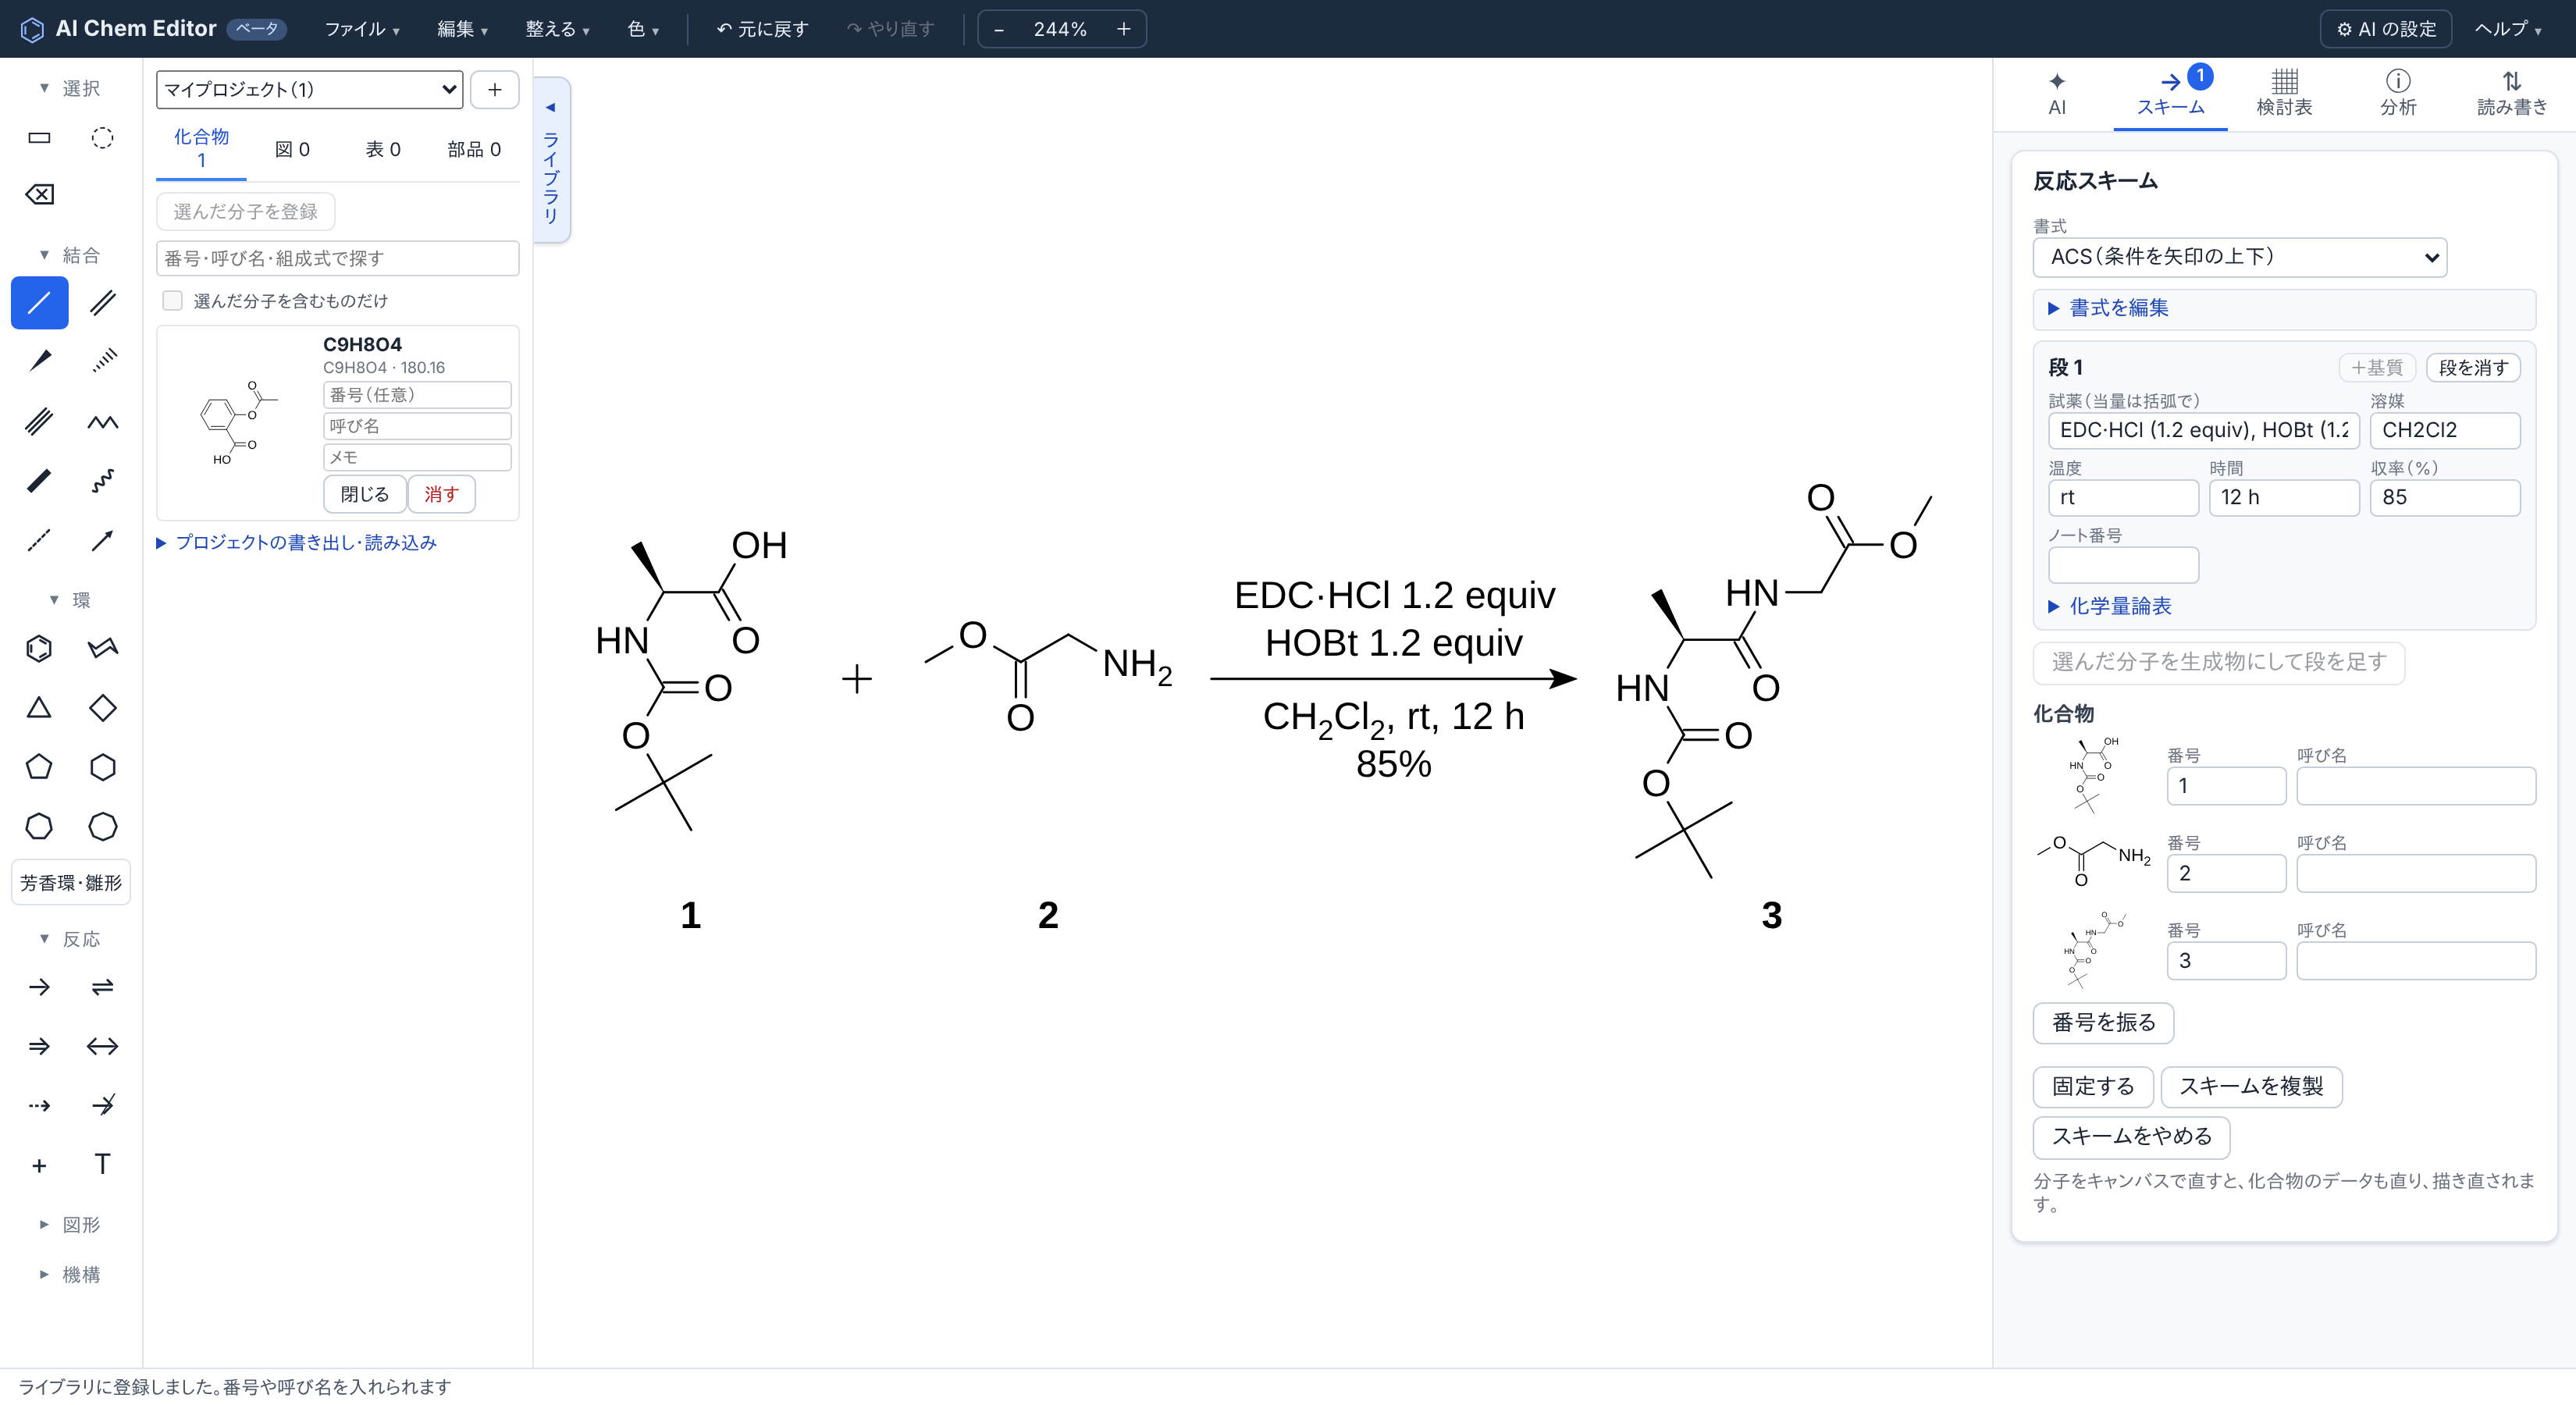 AI Chem Editor ベータ ファイル 編集 整える 色 元に戻す やり直す − 244% + AI の設定 ヘルプ
選択
結合
環
芳香環・雛形
反応
+ T
図形
機構
マイプロジェクト（1） +
化合物 1 図 0 表 0 部品 0
選んだ分子を登録
番号・呼び名・組成式で探す
選んだ分子を含むものだけ
O
O
O
HO
C9H8O4
C9H8O4 · 180.16
番号（任意）
呼び名
メモ
閉じる 消す
プロジェクトの書き出し・読み込み
ライブラリ
OH
HN O
O
O
1
+
O
NH2
O
2
EDC·HCl 1.2 equiv
HOBt 1.2 equiv
CH2Cl2, rt, 12 h
85%
O
O
HN
HN O
O
O
3
AI スキーム 1 検討表 分析 読み書き
反応スキーム
書式
ACS（条件を矢印の上下）
書式を編集
段 1 ＋基質 段を消す
試薬（当量は括弧で） 溶媒
EDC·HCl (1.2 equiv), HOBt (1.2 CH2Cl2
温度 時間 収率（%）
rt 12 h 85
ノート番号
化学量論表
選んだ分子を生成物にして段を足す
化合物
OH
HN O
O
O
番号 呼び名
1
O
NH2
O
番号 呼び名
2
O
O
HN
HN O
O
O
番号 呼び名
3
番号を振る
固定する スキームを複製
スキームをやめる
分子をキャンバスで直すと、化合物のデータも直り、描き直されま
す。
ライブラリに登録しました。番号や呼び名を入れられます